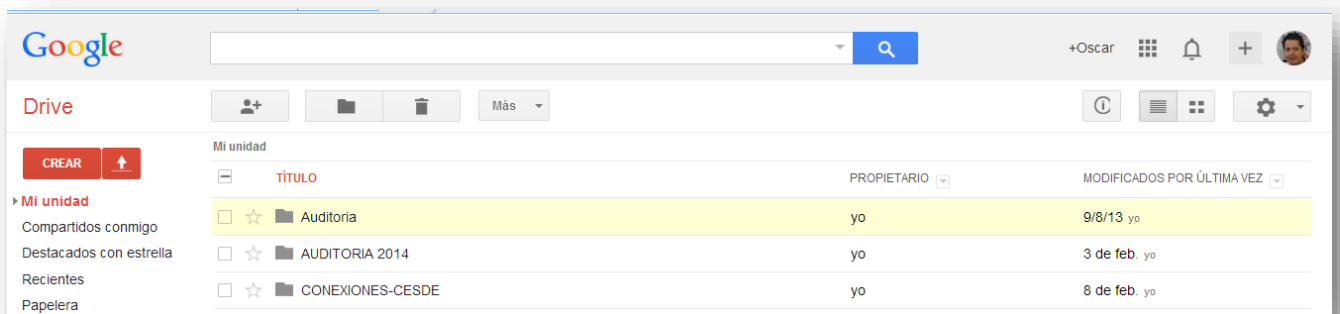 Google
+Oscar
Drive
Más
Mi unidad
CREAR
TÍTULO PROPIETARIO MODIFICADOS POR ÚLTIMA VEZ
Mi unidad
Compartidos conmigo
Destacados con estrella
Recientes
Papelera
Auditoria yo 9/8/13 yo
AUDITORIA 2014 yo 3 de feb. yo
CONEXIONES-CESDE yo 8 de feb. yo